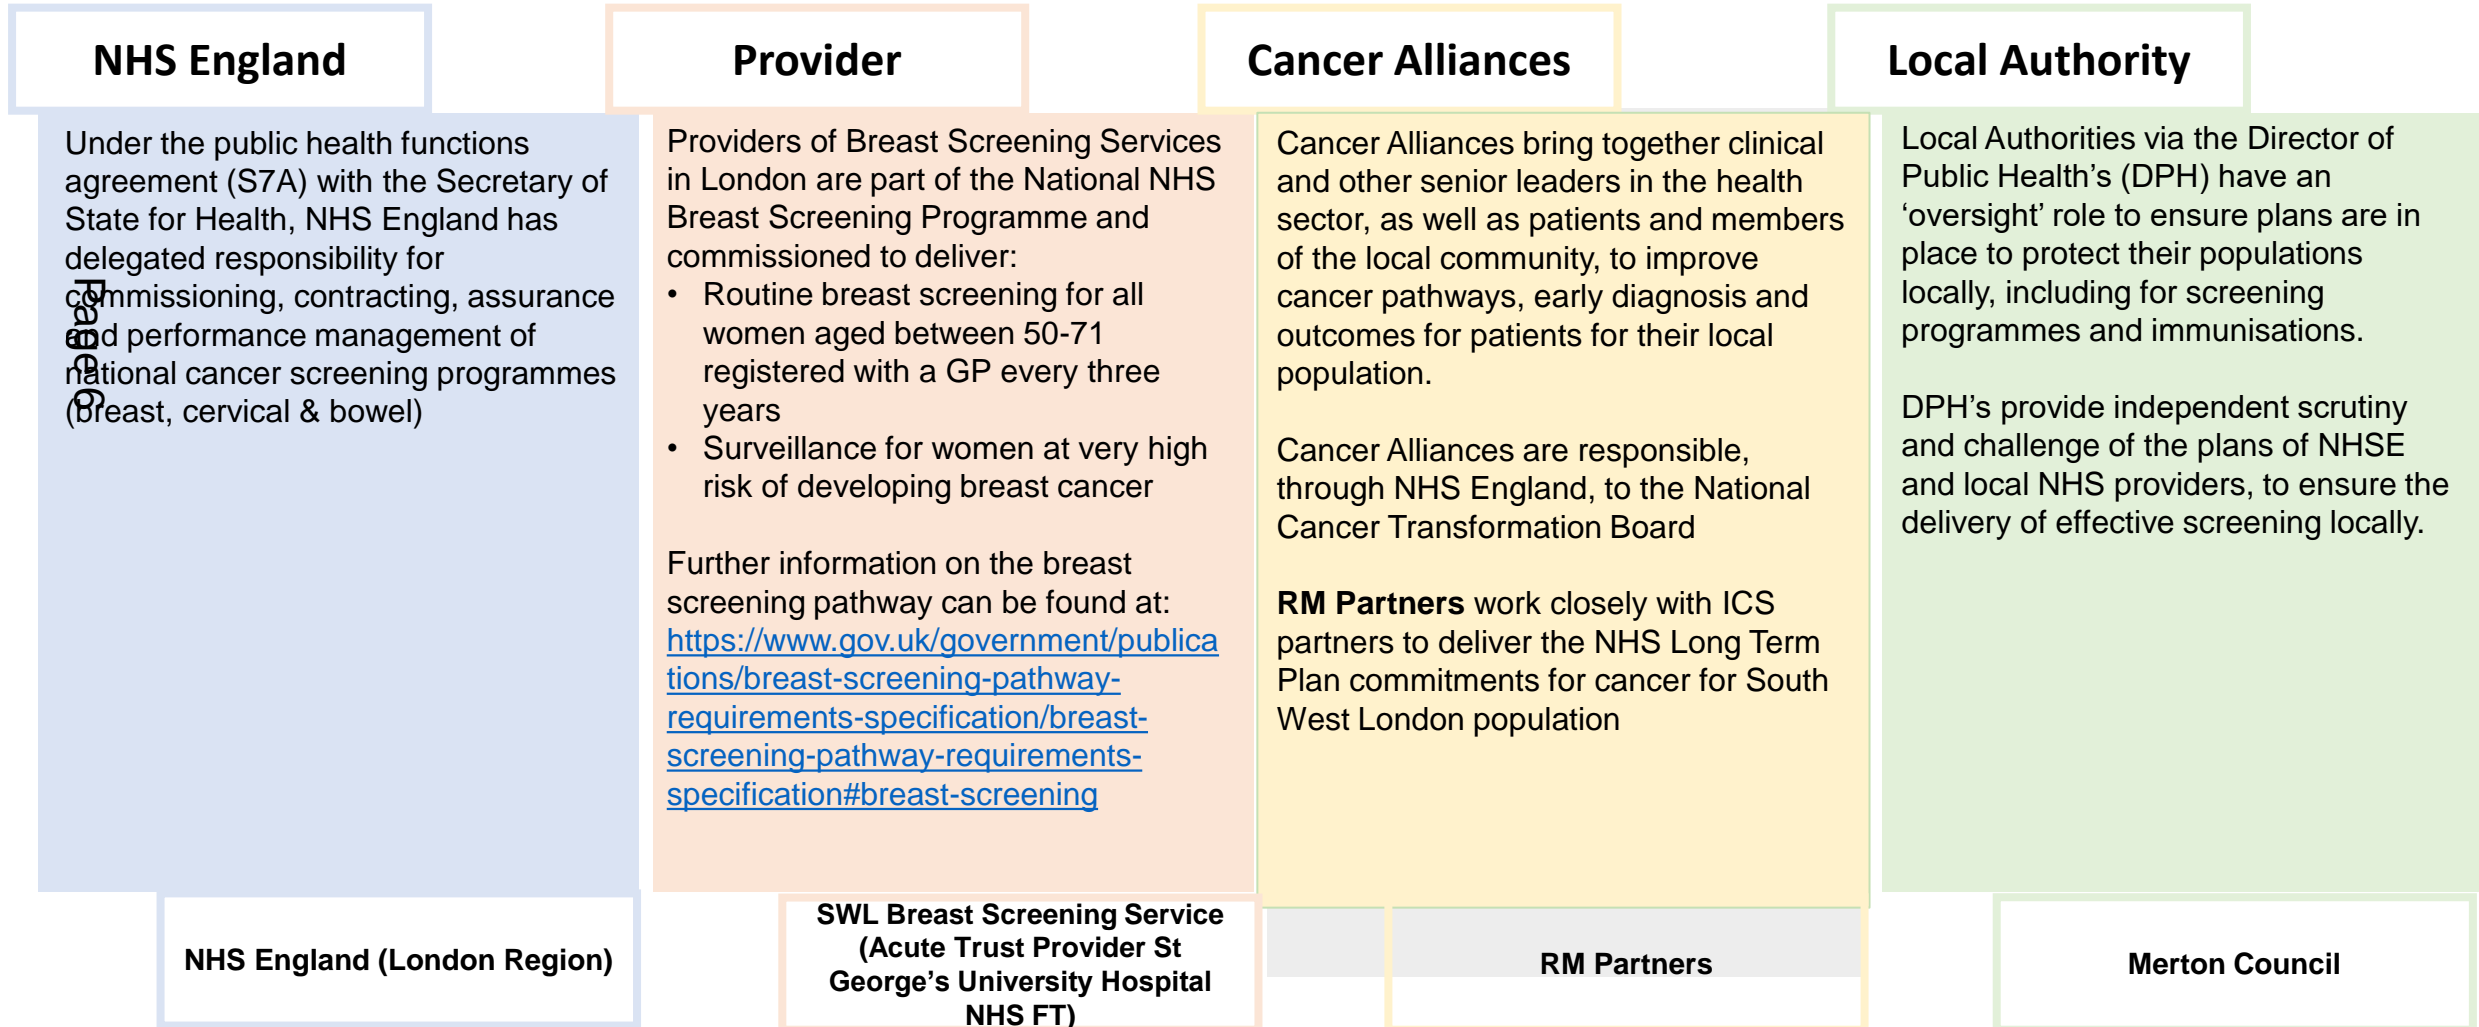 NHS England
Under the public health functions
agreement (S7A) with the Secretary of
State for Health, NHS England has
delegated responsibility for
commissioning, contracting, assurance
and performance management of
national cancer screening programmes
(breast, cervical & bowel)
Page 6
NHS England (London Region)
Provider
Providers of Breast Screening Services
in London are part of the National NHS
Breast Screening Programme and
commissioned to deliver:
• Routine breast screening for all
women aged between 50-71
registered with a GP every three
years
• Surveillance for women at very high
risk of developing breast cancer
Further information on the breast
screening pathway can be found at:
https://www.gov.uk/government/publica
tions/breast-screening-pathway-
requirements-specification/breast-
screening-pathway-requirements-
specification#breast-screening
SWL Breast Screening Service
(Acute Trust Provider St
George’s University Hospital
NHS FT)
Cancer Alliances
Cancer Alliances bring together clinical
and other senior leaders in the health
sector, as well as patients and members
of the local community, to improve
cancer pathways, early diagnosis and
outcomes for patients for their local
population.
Cancer Alliances are responsible,
through NHS England, to the National
Cancer Transformation Board
RM Partners work closely with ICS
partners to deliver the NHS Long Term
Plan commitments for cancer for South
West London population
RM Partners
Local Authority
Local Authorities via the Director of
Public Health’s (DPH) have an
‘oversight’ role to ensure plans are in
place to protect their populations
locally, including for screening
programmes and immunisations.
DPH’s provide independent scrutiny
and challenge of the plans of NHSE
and local NHS providers, to ensure the
delivery of effective screening locally.
Merton Council